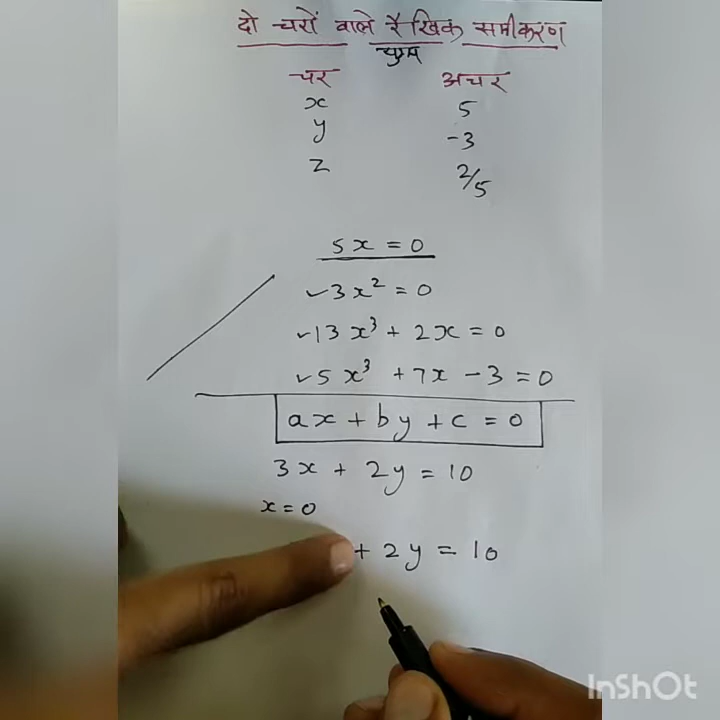 दो चरों वाले रैखिक समीकरण
युग्म
चर अचर
x 5
y -3
z 2/5
5x = 0
✓3x² = 0
✓13x³ + 2x = 0
✓5x³ + 7x - 3 = 0
ax + by + c = 0
3x + 2y = 10
x = 0
+ 2y = 10
InShOt